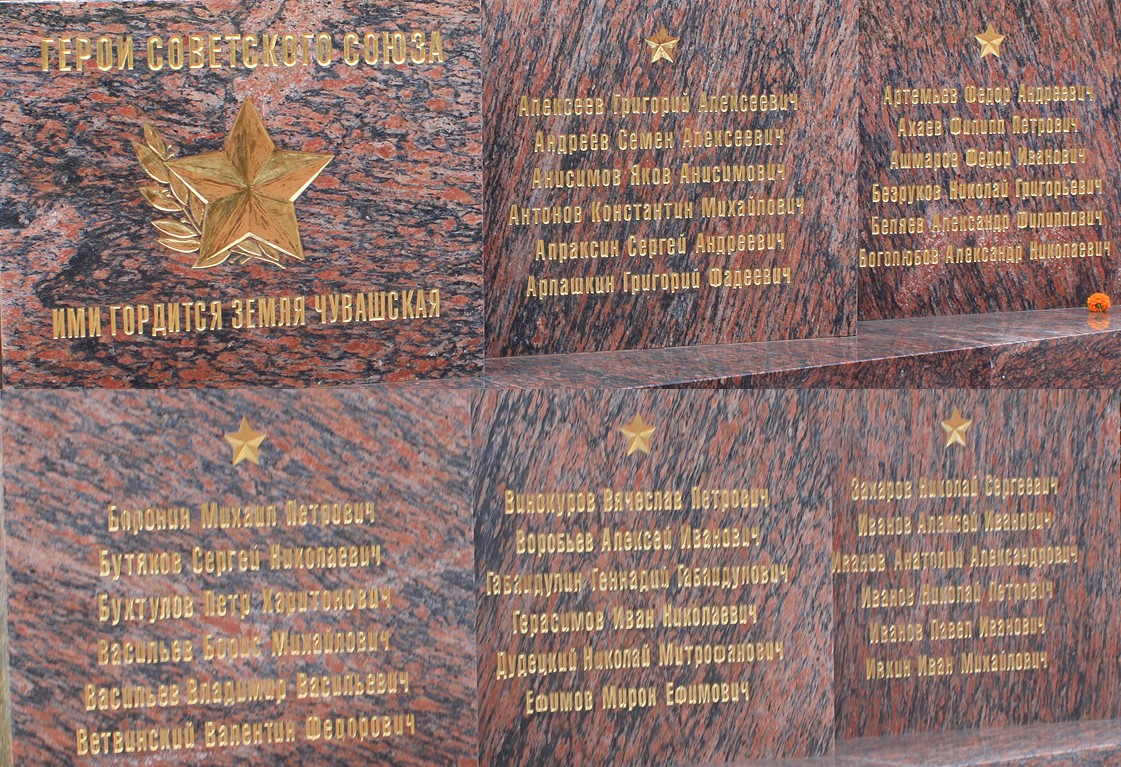 ГЕРОИ СОВЕТСКОГО СОЮЗА
ИМИ ГОРДИТСЯ ЗЕМЛЯ ЧУВАШСКАЯ
Алексеев Григорий Алексеевич
Андреев Семен Алексеевич
Анисимов Яков Анисимович
Антонов Константин Михайлович
Апраксин Сергей Андреевич
Арлашкин Григорий Фадеевич
Артемьев Федор Андреевич
Ахаев Филипп Петрович
Ашмаров Федор Иванович
Безруков Николай Григорьевич
Беляев Александр Филиппович
Боголюбов Александр Николаевич
Боронин Михаил Петрович
Бутяков Сергей Николаевич
Бухтулов Петр Харитонович
Васильев Борис Михайлович
Васильев Владимир Васильевич
Ветвинский Валентин Федорович
Винокуров Вячеслав Петрович
Воробьев Алексей Иванович
Габайдулин Геннадий Габайдулович
Герасимов Иван Николаевич
Дудецкий Николай Митрофанович
Ефимов Мирон Ефимович
Захаров Николай Сергеевич
Иванов Алексей Иванович
Иванов Анатолий Александрович
Иванов Николай Петрович
Иванов Павел Иванович
Ивкин Иван Михайлович